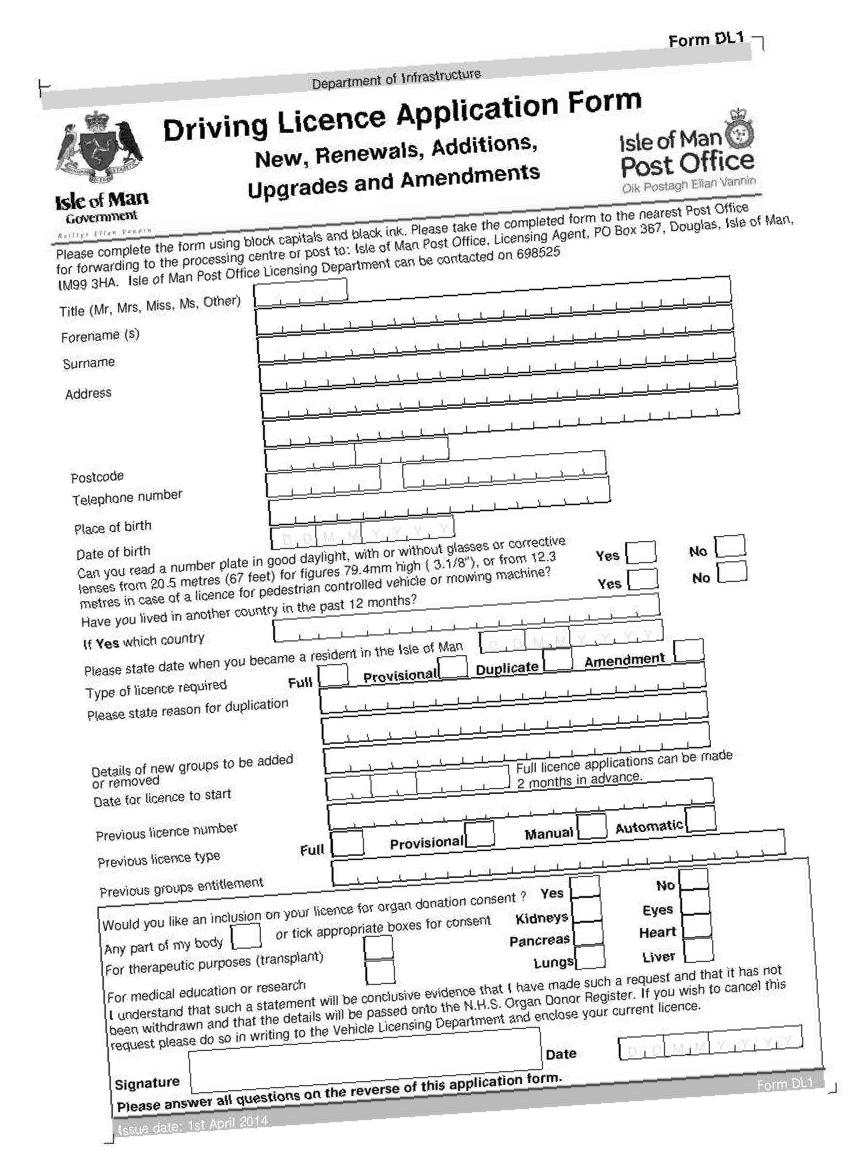 Form DL1
Department of Infrastructure
Driving Licence Application Form
New, Renewals, Additions,
Upgrades and Amendments
Isle of Man
Government
Reiltys Ellan Vannin
Isle of Man
Post Office
Oik Postagh Ellan Vannin
Please complete the form using block capitals and black ink. Please take the completed form to the nearest Post Office
for forwarding to the processing centre or post to: Isle of Man Post Office, Licensing Agent, PO Box 367, Douglas, Isle of Man,
IM99 3HA. Isle of Man Post Office Licensing Department can be contacted on 698525
Title (Mr, Mrs, Miss, Ms, Other)
Forename (s)
Surname
Address
Postcode
Telephone number
Place of birth
Date of birth D D M M Y Y Y Y
Can you read a number plate in good daylight, with or without glasses or corrective
lenses from 20.5 metres (67 feet) for figures 79.4mm high ( 3.1/8"), or from 12.3
metres in case of a licence for pedestrian controlled vehicle or mowing machine?
Yes No
Have you lived in another country in the past 12 months? Yes No
If Yes which country
Please state date when you became a resident in the Isle of Man D D M M Y Y Y Y
Type of licence required Full Provisional Duplicate Amendment
Please state reason for duplication
Details of new groups to be added
or removed
Date for licence to start
Full licence applications can be made
2 months in advance.
Previous licence number
Previous licence type Full Provisional Manual Automatic
Previous groups entitlement
Would you like an inclusion on your licence for organ donation consent ? Yes No
Any part of my body or tick appropriate boxes for consent Kidneys Eyes
For therapeutic purposes (transplant) Pancreas Heart
For medical education or research Lungs Liver
I understand that such a statement will be conclusive evidence that I have made such a request and that it has not
been withdrawn and that the details will be passed onto the N.H.S. Organ Donor Register. If you wish to cancel this
request please do so in writing to the Vehicle Licensing Department and enclose your current licence.
Signature Date D D M M Y Y Y Y
Please answer all questions on the reverse of this application form.
Issue date: 1st April 2014
Form DL1